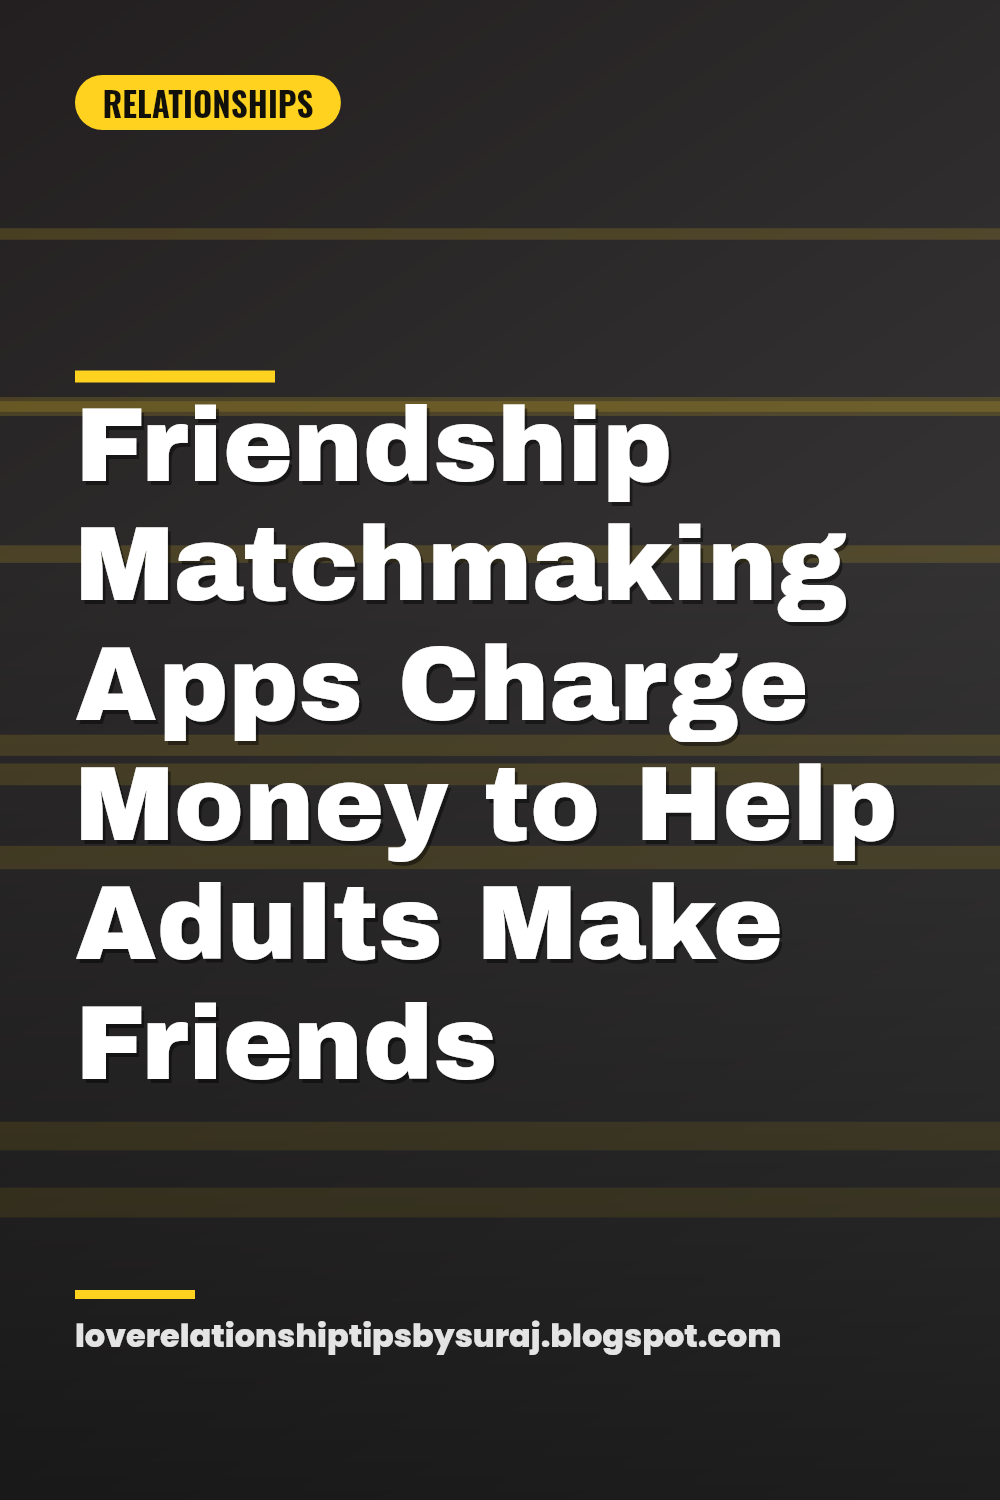 RELATIONSHIPS
Friendship
Matchmaking
Apps Charge
Money to Help
Adults Make
Friends
loverelationshiptipsbysuraj.blogspot.com